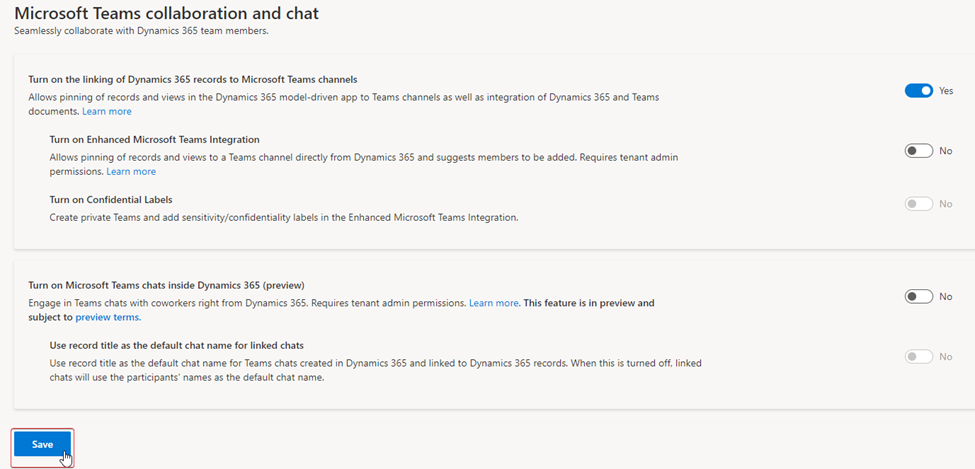 Microsoft Teams collaboration and chat
Seamlessly collaborate with Dynamics 365 team members.
Turn on the linking of Dynamics 365 records to Microsoft Teams channels
Allows pinning of records and views in the Dynamics 365 model-driven app to Teams channels as well as integration of Dynamics 365 and Teams
documents. Learn more
Yes
Turn on Enhanced Microsoft Teams Integration
Allows pinning of records and views to a Teams channel directly from Dynamics 365 and suggests members to be added. Requires tenant admin
permissions. Learn more
No
Turn on Confidential Labels
Create private Teams and add sensitivity/confidentiality labels in the Enhanced Microsoft Teams Integration.
No
Turn on Microsoft Teams chats inside Dynamics 365 (preview)
Engage in Teams chats with coworkers right from Dynamics 365. Requires tenant admin permissions. Learn more. This feature is in preview and
subject to preview terms.
No
Use record title as the default chat name for linked chats
Use record title as the default chat name for Teams chats created in Dynamics 365 and linked to Dynamics 365 records. When this is turned off, linked
chats will use the participants' names as the default chat name.
No
Save